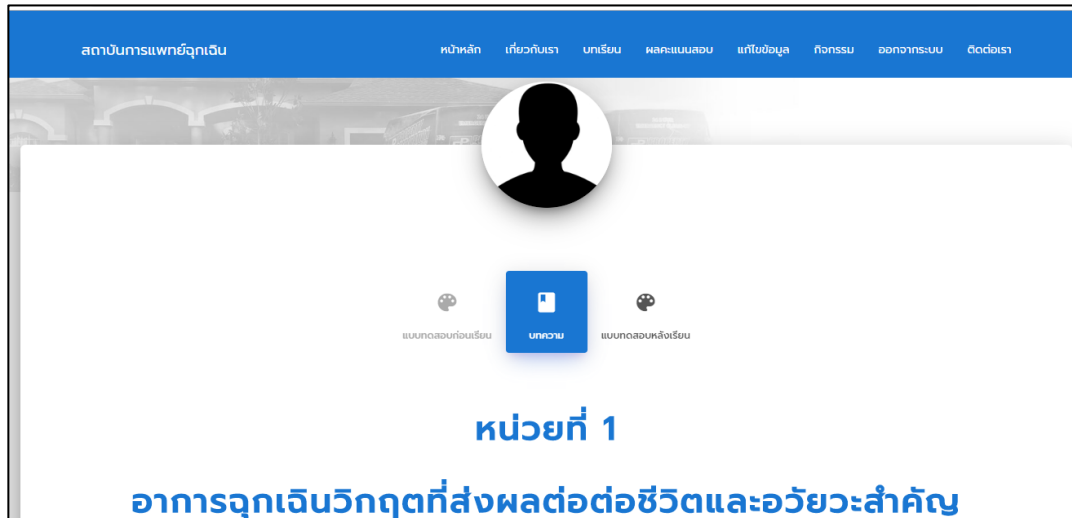 สถาบันการแพทย์ฉุกเฉิน หน้าหลัก เกี่ยวกับเรา บทเรียน ผลคะแนนสอบ แก้ไขข้อมูล กิจกรรม ออกจากระบบ ติดต่อเรา
แบบทดสอบก่อนเรียน บทความ แบบทดสอบหลังเรียน
หน่วยที่ 1
อาการฉุกเฉินวิกฤตที่ส่งผลต่อต่อชีวิตและอวัยวะสำคัญ